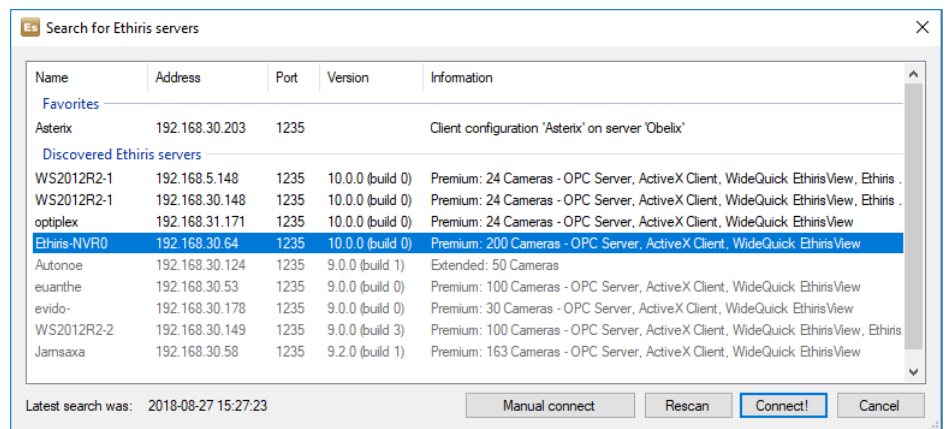 Es Search for Ethiris servers
Name Address Port Version Information
Favorites
Asterix 192.168.30.203 1235 Client configuration 'Asterix' on server 'Obelix'
Discovered Ethiris servers
WS2012R2-1 192.168.5.148 1235 10.0.0 (build 0) Premium: 24 Cameras - OPC Server, ActiveX Client, WideQuick EthirisView, Ethiris .
WS2012R2-1 192.168.30.148 1235 10.0.0 (build 0) Premium: 24 Cameras - OPC Server, ActiveX Client, WideQuick EthirisView, Ethiris .
optiplex 192.168.31.171 1235 10.0.0 (build 0) Premium: 24 Cameras - OPC Server, ActiveX Client, WideQuick EthirisView
Ethiris-NVR0 192.168.30.64 1235 10.0.0 (build 0) Premium: 200 Cameras - OPC Server, ActiveX Client, WideQuick EthirisView
Autonoe 192.168.30.124 1235 9.0.0 (build 1) Extended: 50 Cameras
euanthe 192.168.30.53 1235 9.0.0 (build 0) Premium: 100 Cameras - OPC Server, ActiveX Client, WideQuick EthirisView
evido- 192.168.30.178 1235 9.0.0 (build 0) Premium: 30 Cameras - OPC Server, ActiveX Client, WideQuick EthirisView
WS2012R2-2 192.168.30.149 1235 9.0.0 (build 3) Premium: 100 Cameras - OPC Server, ActiveX Client, WideQuick EthirisView, Ethiris
Jarnsaxa 192.168.30.58 1235 9.2.0 (build 1) Premium: 163 Cameras - OPC Server, ActiveX Client, WideQuick EthirisView
Latest search was: 2018-08-27 15:27:23 Manual connect Rescan Connect! Cancel